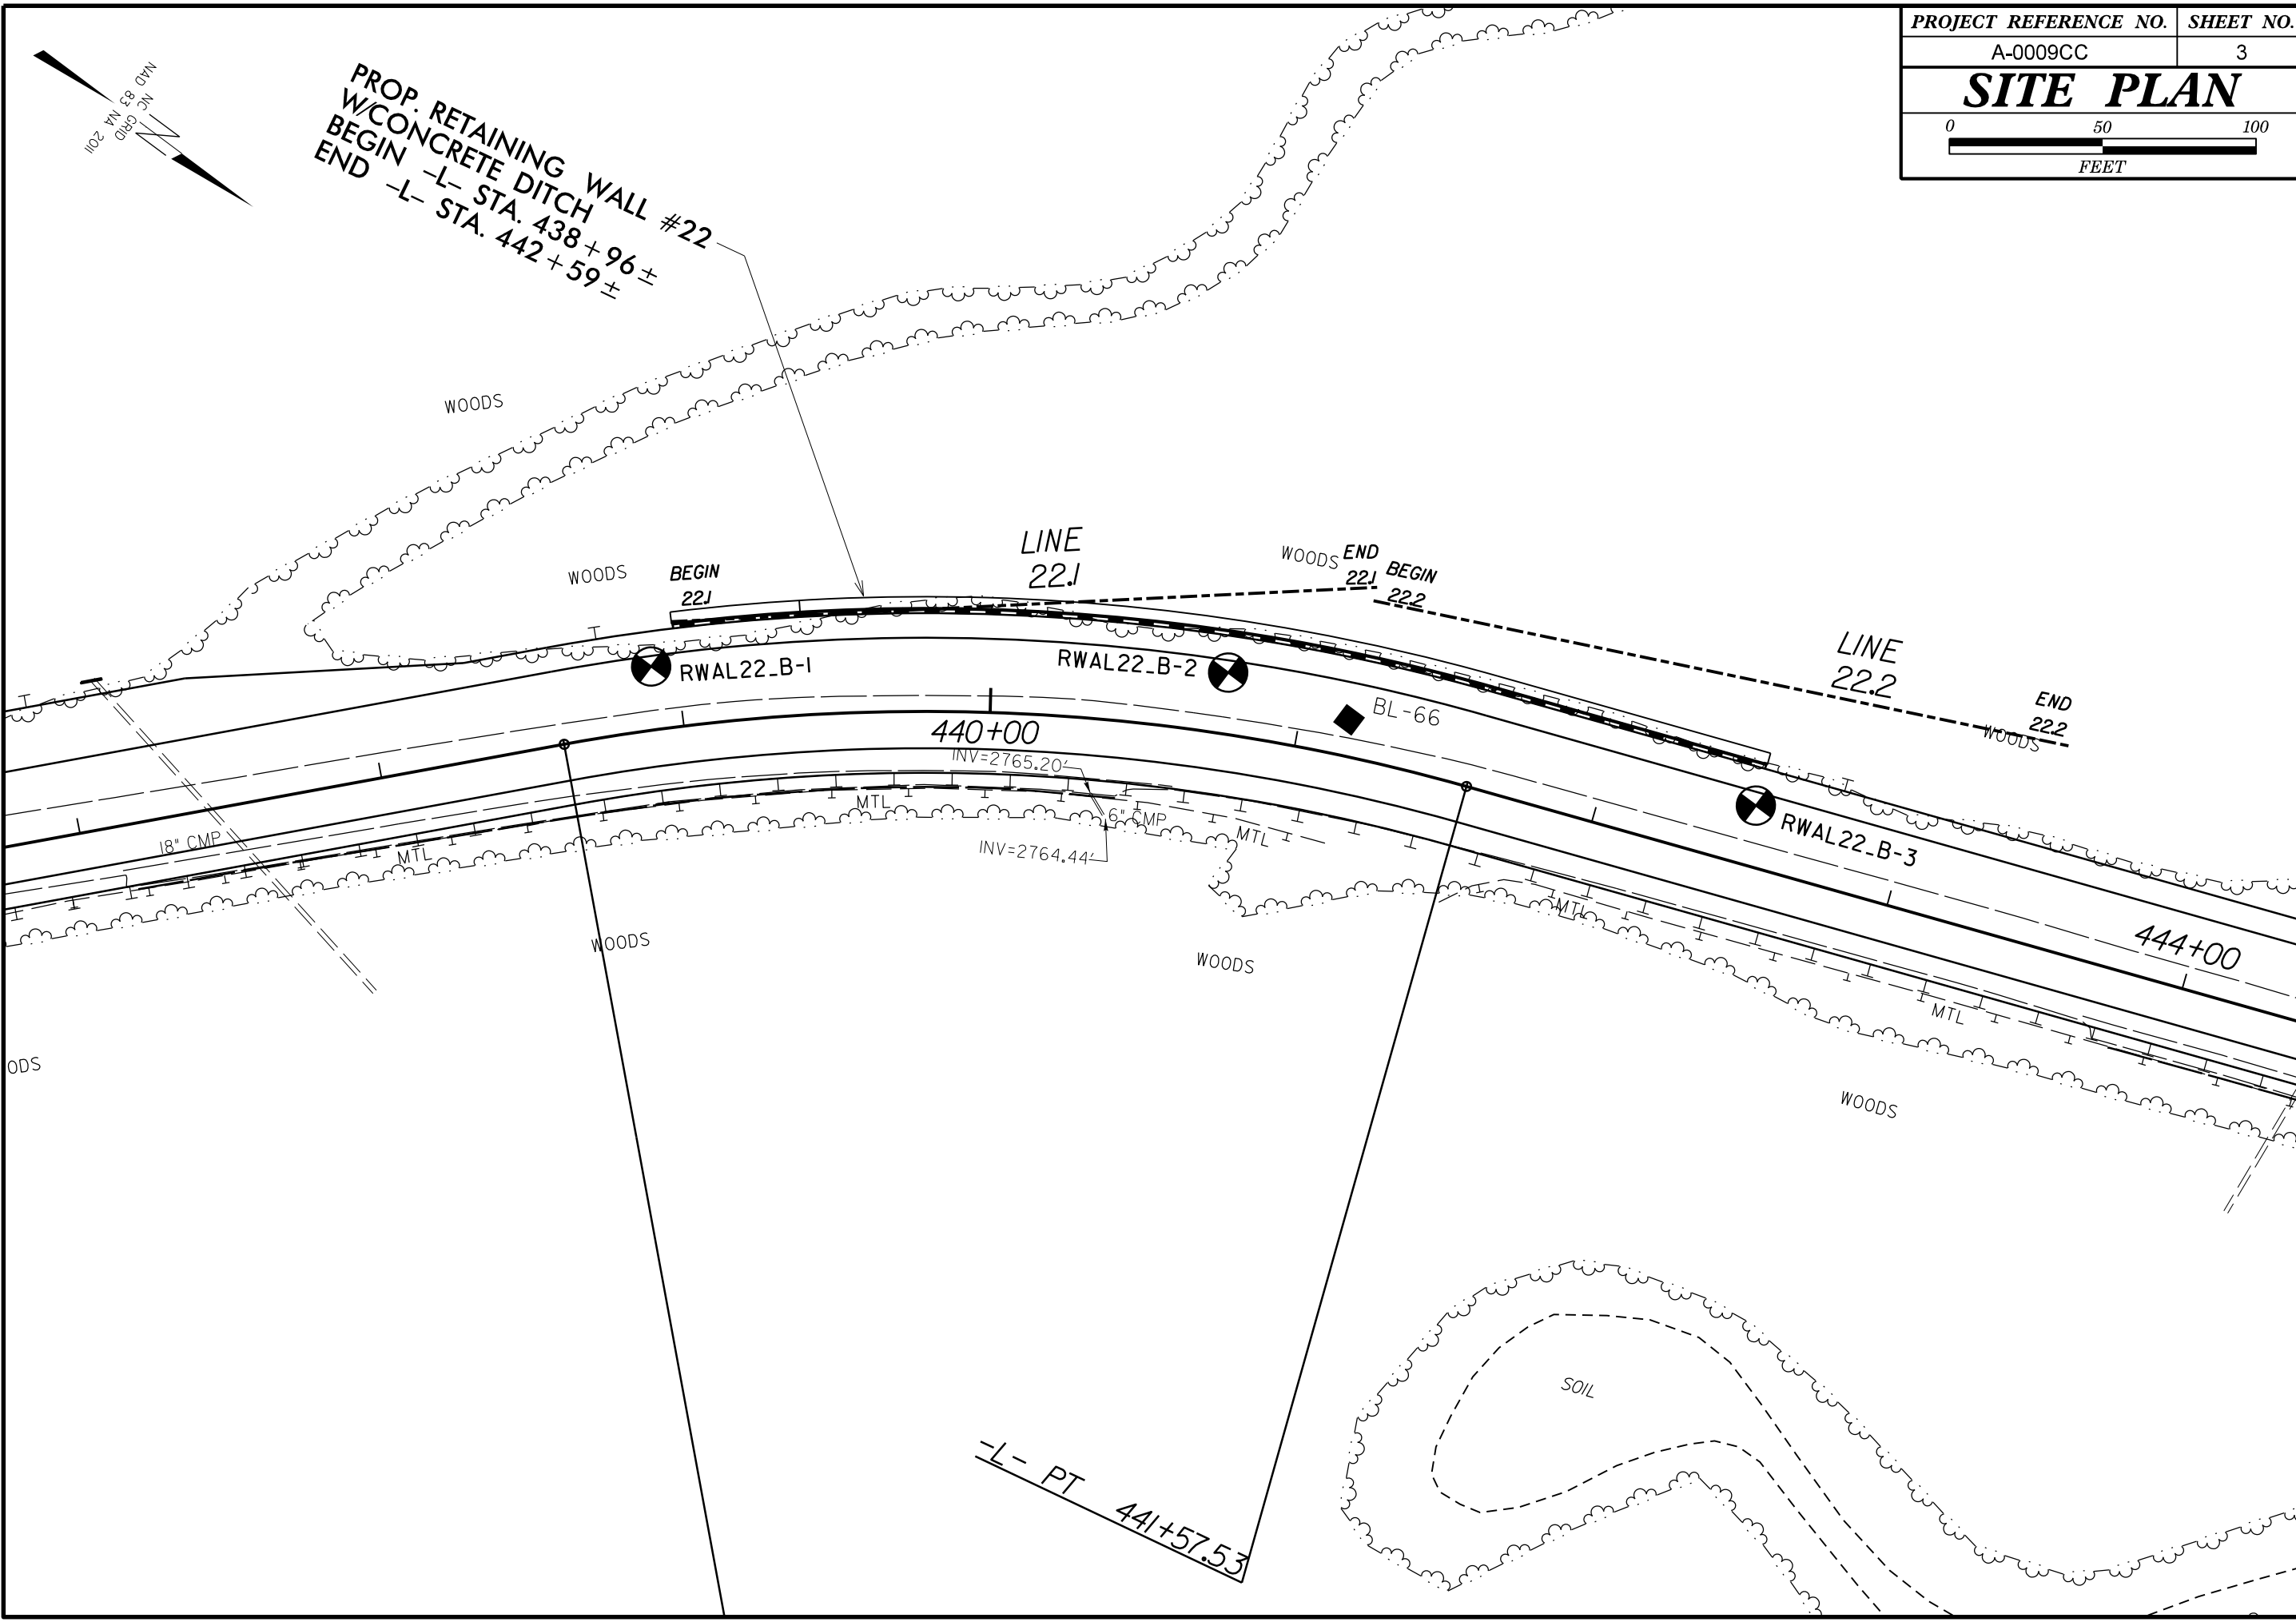 PROJECT REFERENCE NO. SHEET NO.
A-0009CC 3
SITE PLAN
0 50 100
FEET
NC GRID
NAD 83 NA 2011
PROP. RETAINING WALL #22
W/CONCRETE DITCH
BEGIN -L- STA. 438+96±
END -L- STA. 442+59±
WOODS
WOODS
BEGIN
22.1
LINE
22.1
WOODS
END
22.1
BEGIN
22.2
LINE
22.2
END
22.2
WOODS
RWAL22_B-1
RWAL22_B-2
BL-66
440+00
INV=2765.20'
MTL
6" CMP
MTL
INV=2764.44'
18" CMP
MTL
RWAL22_B-3
MTL
444+00
WOODS
WOODS
MTL
ODS
WOODS
SOIL
-L- PT 441+57.53